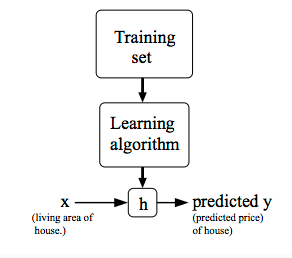 Training
set
Learning
algorithm
x
(living area of
house.)
h
predicted y
(predicted price)
of house)